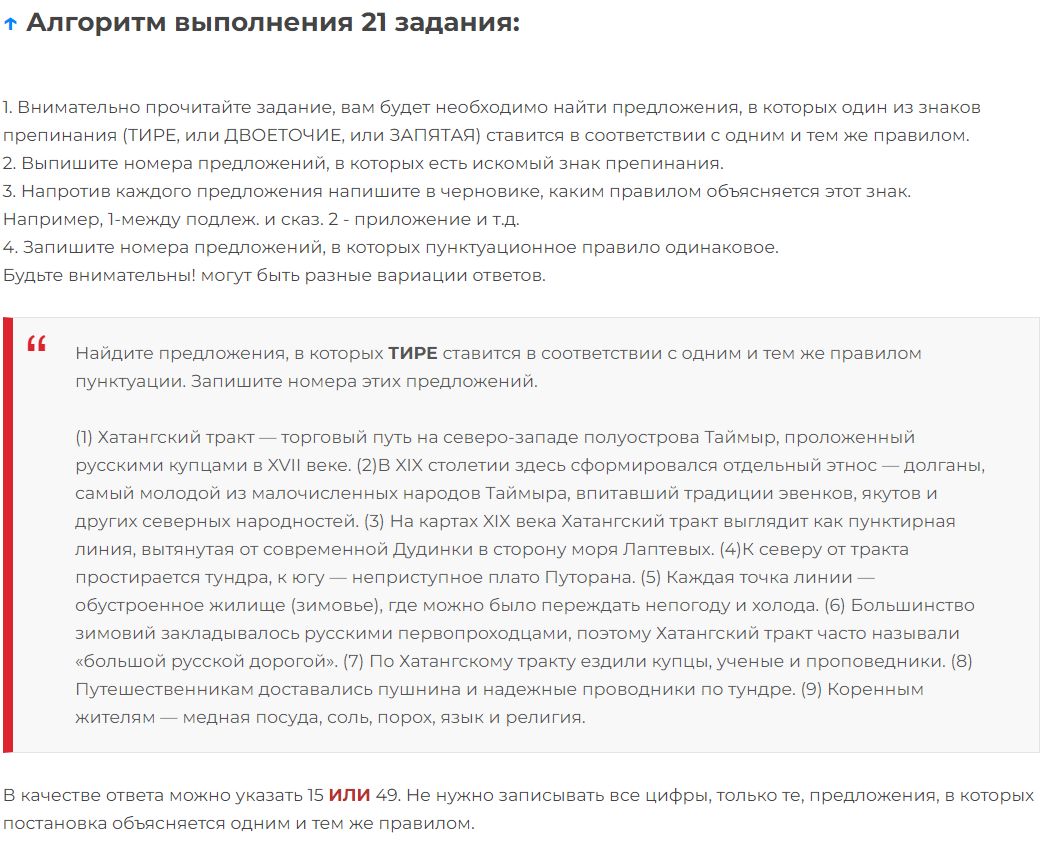 ↑ Алгоритм выполнения 21 задания:
1. Внимательно прочитайте задание, вам будет необходимо найти предложения, в которых один из знаков
препинания (ТИРЕ, или ДВОЕТОЧИЕ, или ЗАПЯТАЯ) ставится в соответствии с одним и тем же правилом.
2. Выпишите номера предложений, в которых есть искомый знак препинания.
3. Напротив каждого предложения напишите в черновике, каким правилом объясняется этот знак.
Например, 1-между подлеж. и сказ. 2 - приложение и т.д.
4. Запишите номера предложений, в которых пунктуационное правило одинаковое.
Будьте внимательны! могут быть разные вариации ответов.
“ Найдите предложения, в которых ТИРЕ ставится в соответствии с одним и тем же правилом
пунктуации. Запишите номера этих предложений.
(1) Хатангский тракт — торговый путь на северо-западе полуострова Таймыр, проложенный
русскими купцами в XVII веке. (2)В XIX столетии здесь сформировался отдельный этнос — долганы,
самый молодой из малочисленных народов Таймыра, впитавший традиции эвенков, якутов и
других северных народностей. (3) На картах XIX века Хатангский тракт выглядит как пунктирная
линия, вытянутая от современной Дудинки в сторону моря Лаптевых. (4)К северу от тракта
простирается тундра, к югу — неприступное плато Путорана. (5) Каждая точка линии —
обустроенное жилище (зимовье), где можно было переждать непогоду и холода. (6) Большинство
зимовий закладывалось русскими первопроходцами, поэтому Хатангский тракт часто называли
«большой русской дорогой». (7) По Хатангскому тракту ездили купцы, ученые и проповедники. (8)
Путешественникам доставались пушнина и надежные проводники по тундре. (9) Коренным
жителям — медная посуда, соль, порох, язык и религия.
В качестве ответа можно указать 15 ИЛИ 49. Не нужно записывать все цифры, только те, предложения, в которых
постановка объясняется одним и тем же правилом.